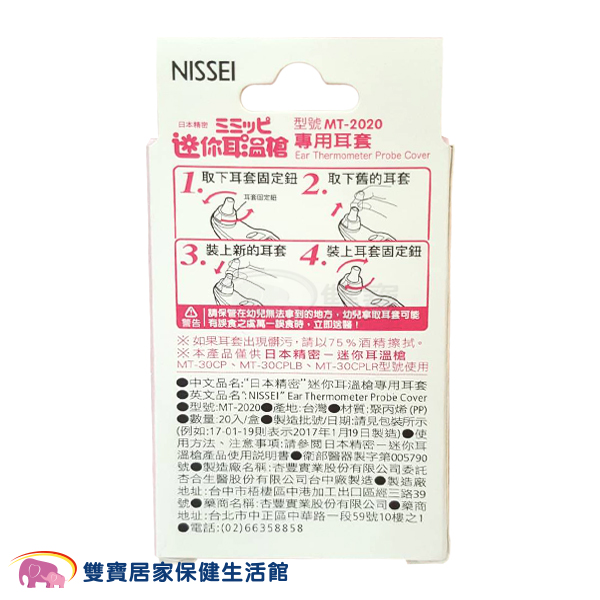 NISSEI
日本精密 ミミッピ 型號 MT-2020
迷你耳溫槍 專用耳套
Ear Thermometer Probe Cover
1. 取下耳套固定鈕
耳套固定鈕
2. 取下舊的耳套
3. 裝上新的耳套
4. 裝上耳套固定鈕
警告 請保管在幼兒無法拿到的地方，幼兒拿取耳套可能
有誤食之虞萬一誤食時，立即送醫！
※如果耳套出現髒污，請以75%酒精擦拭。
※本產品僅供日本精密－迷你耳溫槍
MT-30CP、MT-30CPLB、MT-30CPLR型號使用
●中文品名:"日本精密"迷你耳溫槍專用耳套
●英文品名:"NISSEI" Ear Thermometer Probe Cover
●型號:MT-2020●產地:台灣●材質:聚丙烯(PP)
●數量:20入/盒●製造批號/日期:請見包裝所示
(例如:17-01-19則表示2017年1月19日製造)●使
用方法、注意事項:請參閱日本精密－迷你耳
溫槍產品使用說明書●衛部醫器製字第005790
號●製造廠名稱:杏豐實業股份有限公司委託
杏合生醫股份有限公司台中廠製造●製造廠
地址:台中市梧棲區中港加工出口區經三路39
號●藥商名稱:杏豐實業股份有限公司●藥商
地址:台北市中正區中華路一段59號10樓之1
●電話:(02)66358858
雙寶居家保健生活館